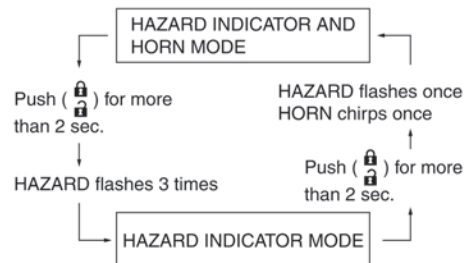 HAZARD INDICATOR AND
HORN MODE
Push ( ) for more
than 2 sec.
HAZARD flashes 3 times
HAZARD INDICATOR MODE
Push ( ) for more
than 2 sec.
HAZARD flashes once
HORN chirps once